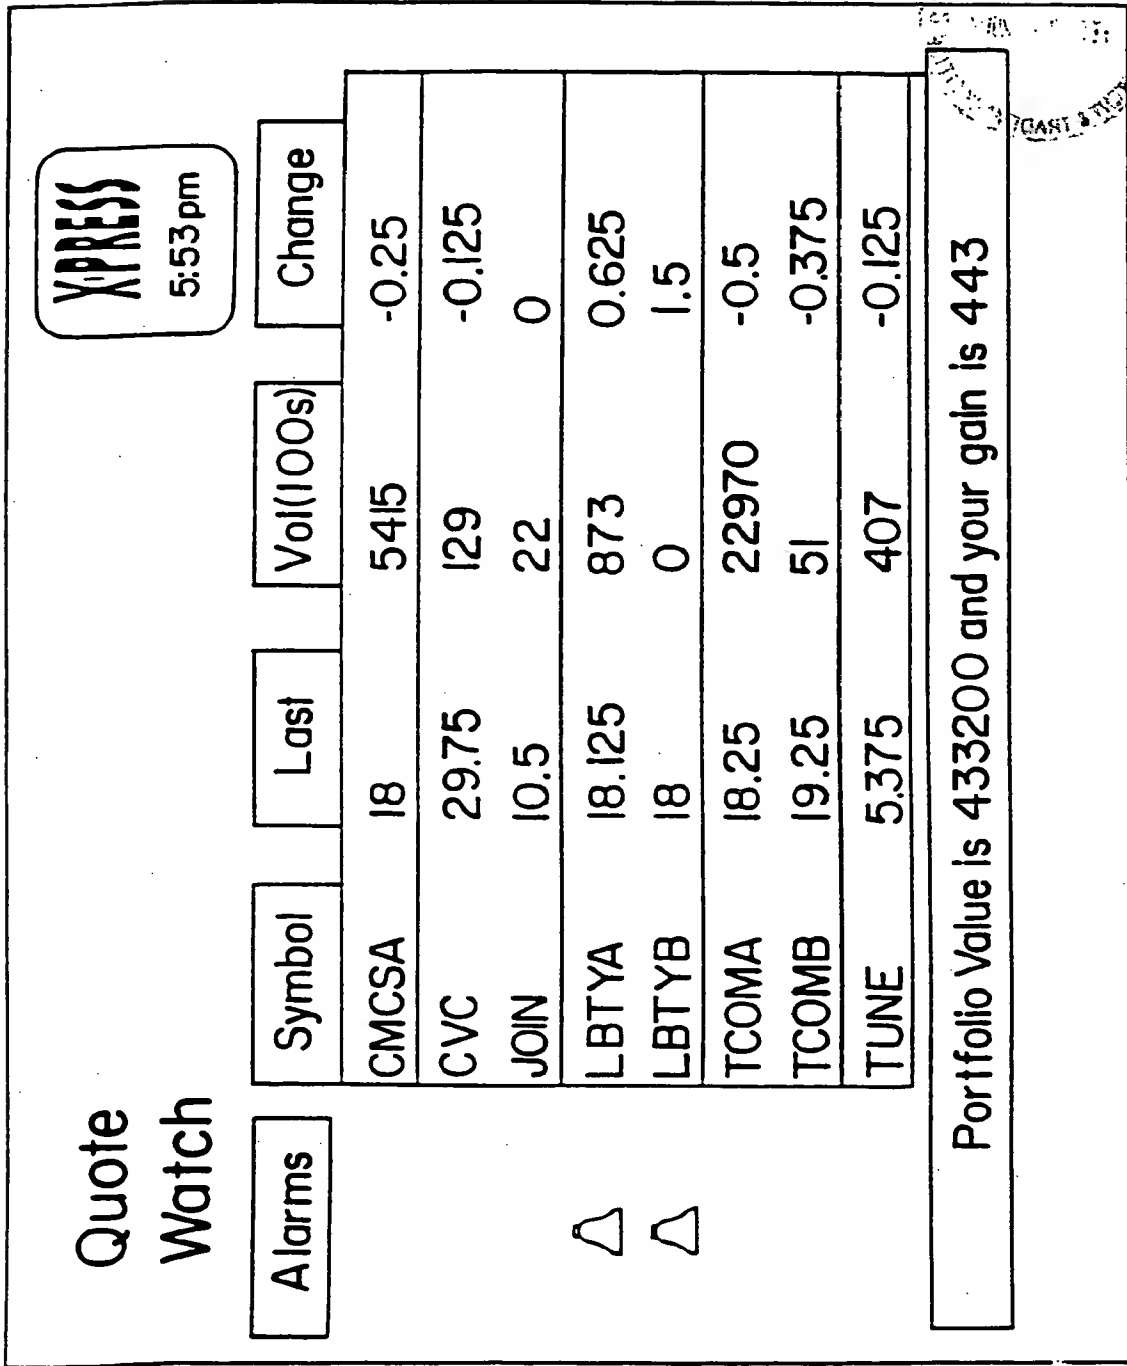 Quote
Watch
X·PRESS
5:53pm
Alarms Symbol Last Vol(100s) Change
CMCSA 18 5415 -0.25
CVC 29.75 129 -0.125
JOIN 10.5 22 0
LBTYA 18.125 873 0.625
LBTYB 18 0 1.5
TCOMA 18.25 22970 -0.5
TCOMB 19.25 51 -0.375
TUNE 5.375 407 -0.125
Portfolio Value is 433200 and your gain is 443